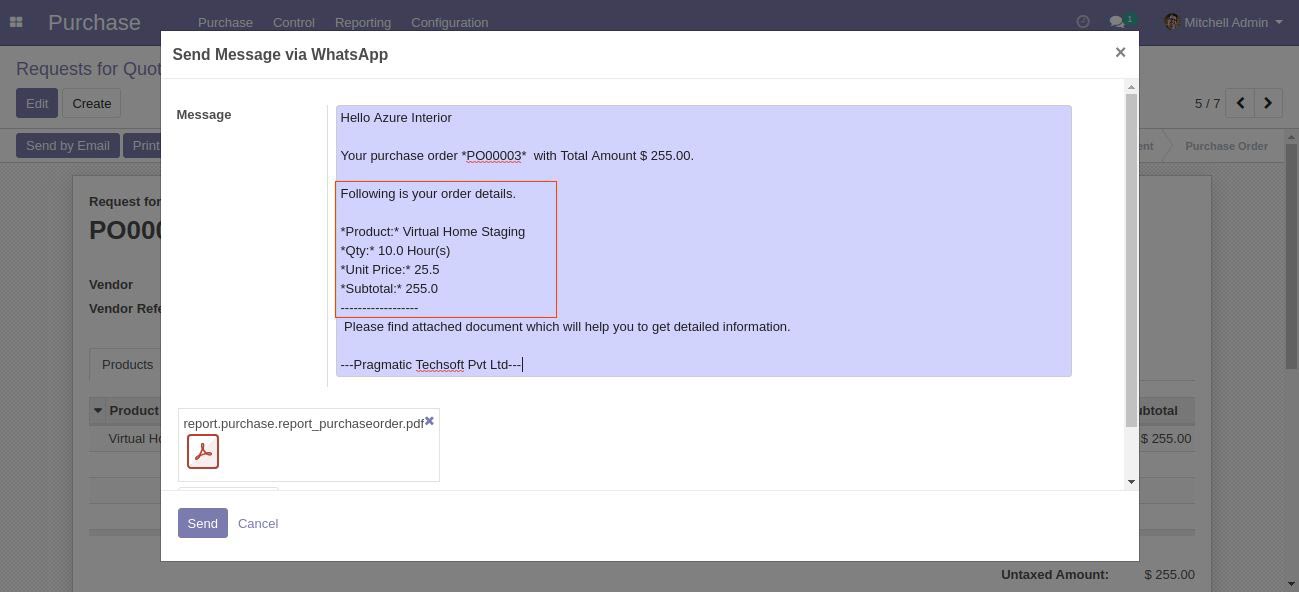 Purchase
Purchase Control Reporting Configuration
1
Mitchell Admin
Requests for Quot
Send Message via WhatsApp
×
Edit Create
5 / 7
Send by Email Print
ent Purchase Order
Message
Hello Azure Interior
Your purchase order *PO00003*  with Total Amount $ 255.00.
Following is your order details.
*Product:* Virtual Home Staging
*Qty:* 10.0 Hour(s)
*Unit Price:* 25.5
*Subtotal:* 255.0
------------------
Please find attached document which will help you to get detailed information.
---Pragmatic Techsoft Pvt Ltd---
Request for
PO000
Vendor
Vendor Refe
Products
Product
ubtotal
Virtual Ho
$ 255.00
report.purchase.report_purchaseorder.pdf
Send Cancel
Untaxed Amount: $ 255.00